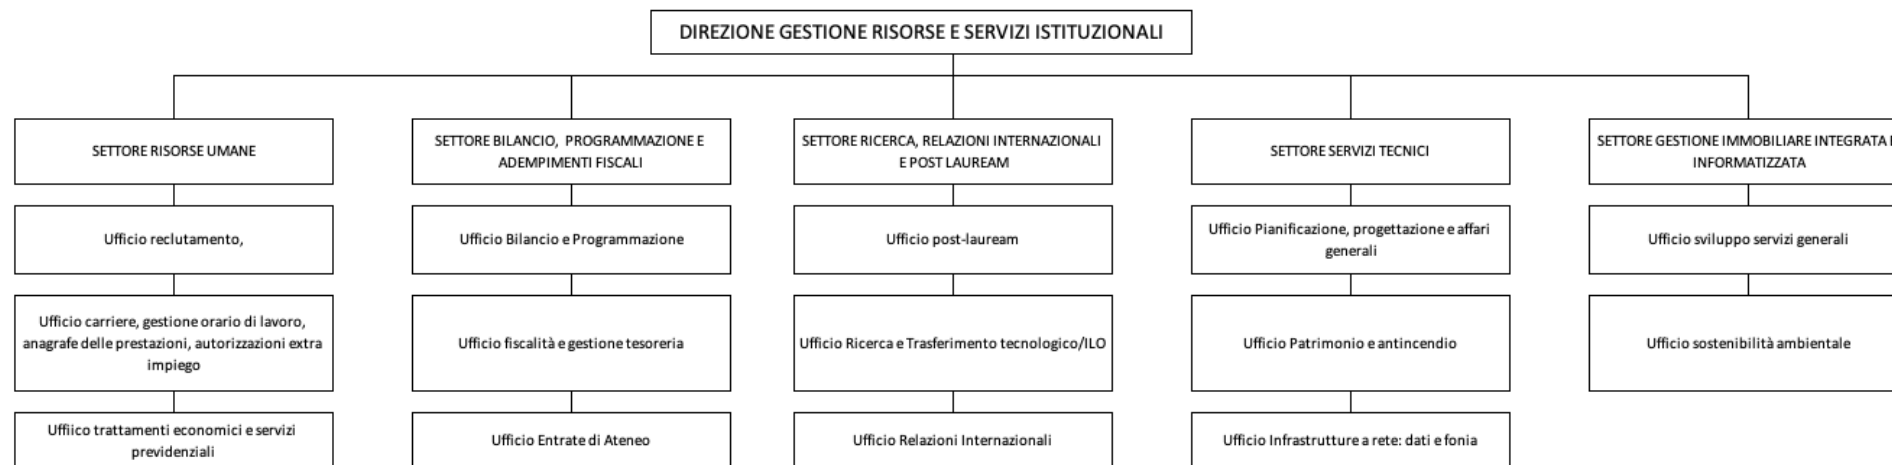 DIREZIONE GESTIONE RISORSE E SERVIZI ISTITUZIONALI
SETTORE RISORSE UMANE
SETTORE BILANCIO, PROGRAMMAZIONE E
ADEMPIMENTI FISCALI
SETTORE RICERCA, RELAZIONI INTERNAZIONALI
E POST LAUREAM
SETTORE SERVIZI TECNICI
SETTORE GESTIONE IMMOBILIARE INTEGRATA
INFORMATIZZATA
Ufficio reclutamento,
Ufficio Bilancio e Programmazione
Ufficio post-lauream
Ufficio Pianificazione, progettazione e affari
generali
Ufficio sviluppo servizi generali
Ufficio carriere, gestione orario di lavoro,
anagrafe delle prestazioni, autorizzazioni extra
impiego
Ufficio fiscalità e gestione tesoreria
Ufficio Ricerca e Trasferimento tecnologico/ILO
Ufficio Patrimonio e antincendio
Ufficio sostenibilità ambientale
Uffiico trattamenti economici e servizi
previdenziali
Ufficio Entrate di Ateneo
Ufficio Relazioni Internazionali
Ufficio Infrastrutture a rete: dati e fonia